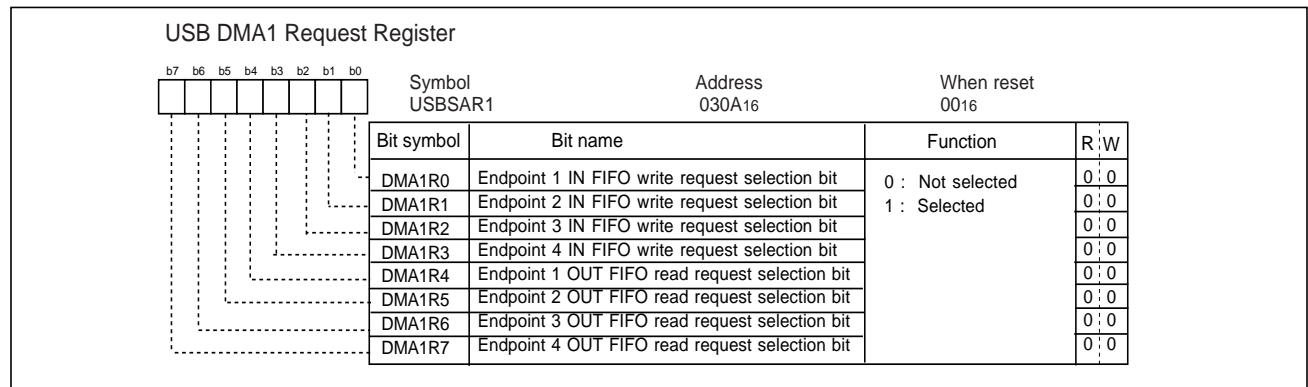 USB DMA1 Request Register
b7 b6 b5 b4 b3 b2 b1 b0
Symbol Address When reset
USBSAR1 030A16 0016
Bit symbol Bit name Function R W
DMA1R0 Endpoint 1 IN FIFO write request selection bit 0 : Not selected 0 0
DMA1R1 Endpoint 2 IN FIFO write request selection bit 1 : Selected 0 0
DMA1R2 Endpoint 3 IN FIFO write request selection bit 0 0
DMA1R3 Endpoint 4 IN FIFO write request selection bit 0 0
DMA1R4 Endpoint 1 OUT FIFO read request selection bit 0 0
DMA1R5 Endpoint 2 OUT FIFO read request selection bit 0 0
DMA1R6 Endpoint 3 OUT FIFO read request selection bit 0 0
DMA1R7 Endpoint 4 OUT FIFO read request selection bit 0 0